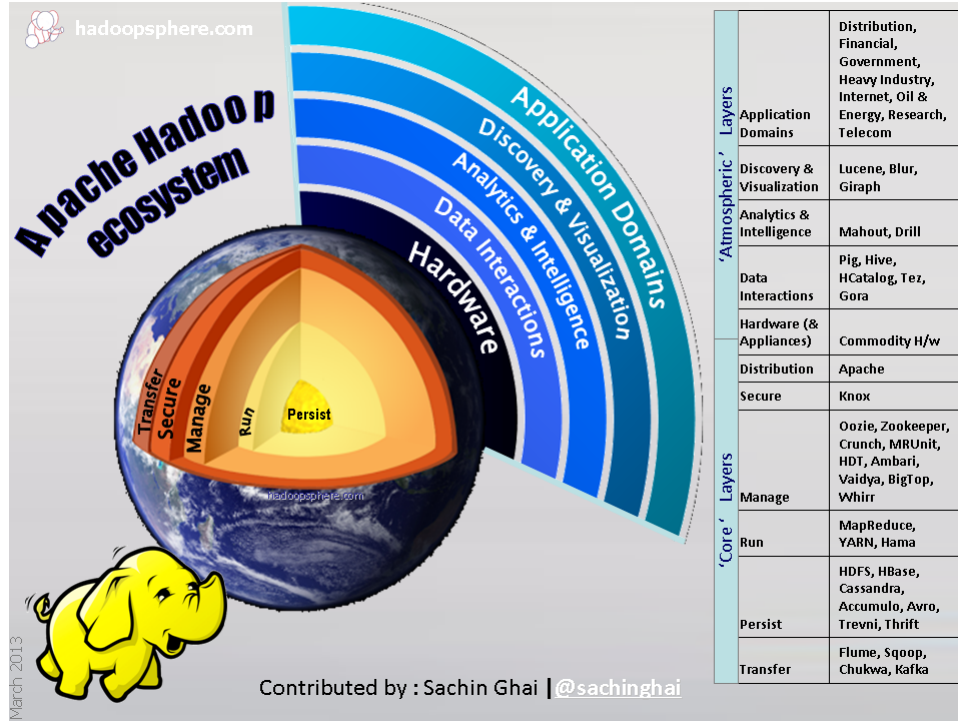 hadoopsphere.com
Apache Hadoop
ecosystem
Application Domains
Discovery & Visualization
Analytics & Intelligence
Data Interactions
Hardware
Transfer
Secure
Manage
Run
Persist
hadoopsphere.com
March 2013
Contributed by : Sachin Ghai |@sachinghai
‘Atmospheric’ Layers
Application
Domains
Distribution,
Financial,
Government,
Heavy Industry,
Internet, Oil &
Energy, Research,
Telecom
Discovery &
Visualization
Lucene, Blur,
Giraph
Analytics &
Intelligence
Mahout, Drill
Data
Interactions
Pig, Hive,
HCatalog, Tez,
Gora
Hardware (&
Appliances)
Commodity H/w
‘Core‘ Layers
Distribution
Apache
Secure
Knox
Manage
Oozie, Zookeeper,
Crunch, MRUnit,
HDT, Ambari,
Vaidya, BigTop,
Whirr
Run
MapReduce,
YARN, Hama
Persist
HDFS, HBase,
Cassandra,
Accumulo, Avro,
Trevni, Thrift
Transfer
Flume, Sqoop,
Chukwa, Kafka